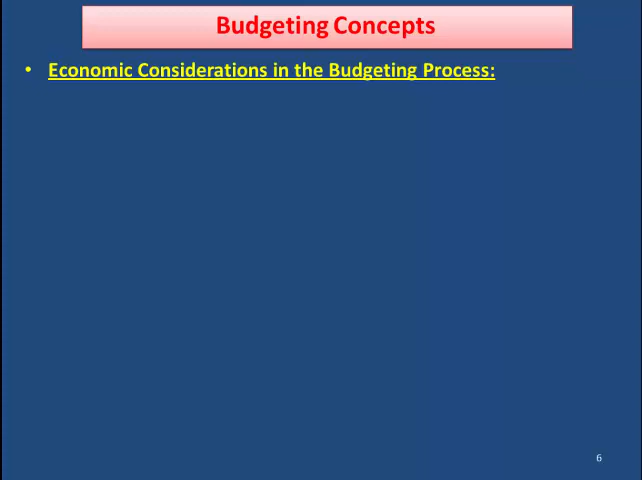 Budgeting Concepts
• Economic Considerations in the Budgeting Process:
6